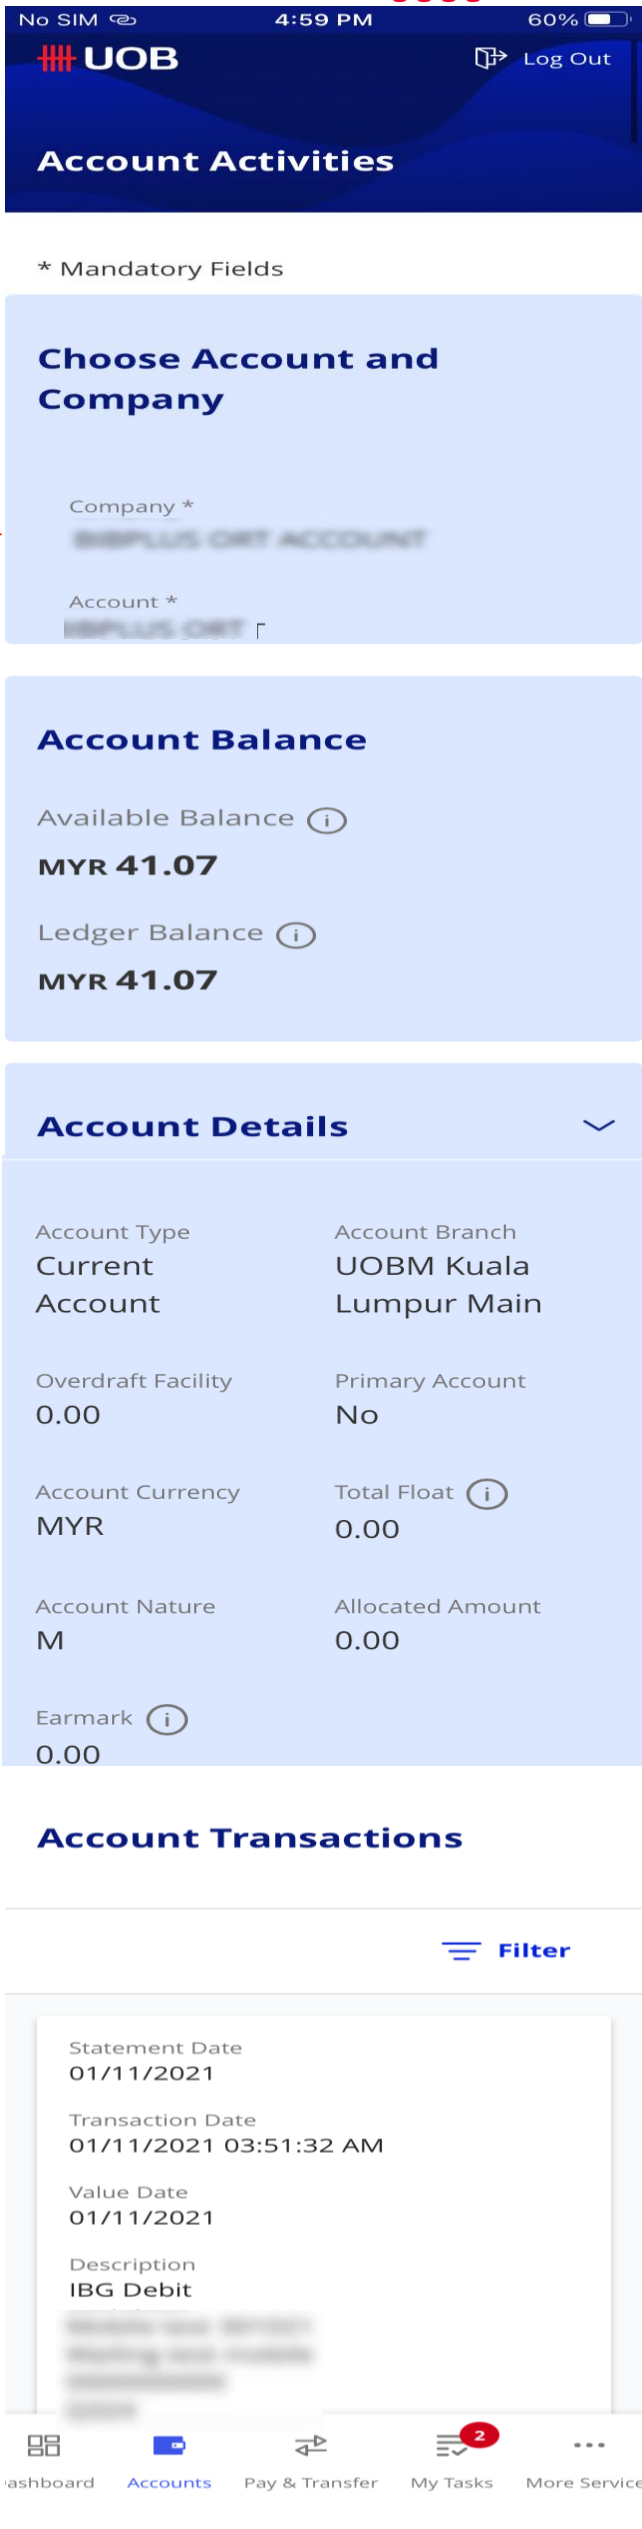 No SIM 4:59 PM 60%
UOB Log Out
Account Activities
* Mandatory Fields
Choose Account and
Company
Company *
BIBPLUS ORT ACCOUNT
Account *
BIBPLUS ORT
Account Balance
Available Balance i
MYR 41.07
Ledger Balance i
MYR 41.07
Account Details
Account Type Account Branch
Current UOBM Kuala
Account Lumpur Main
Overdraft Facility Primary Account
0.00 No
Account Currency Total Float i
MYR 0.00
Account Nature Allocated Amount
M 0.00
Earmark i
0.00
Account Transactions
Filter
Statement Date
01/11/2021
Transaction Date
01/11/2021 03:51:32 AM
Value Date
01/11/2021
Description
IBG Debit
2
ashboard Accounts Pay & Transfer My Tasks More Service